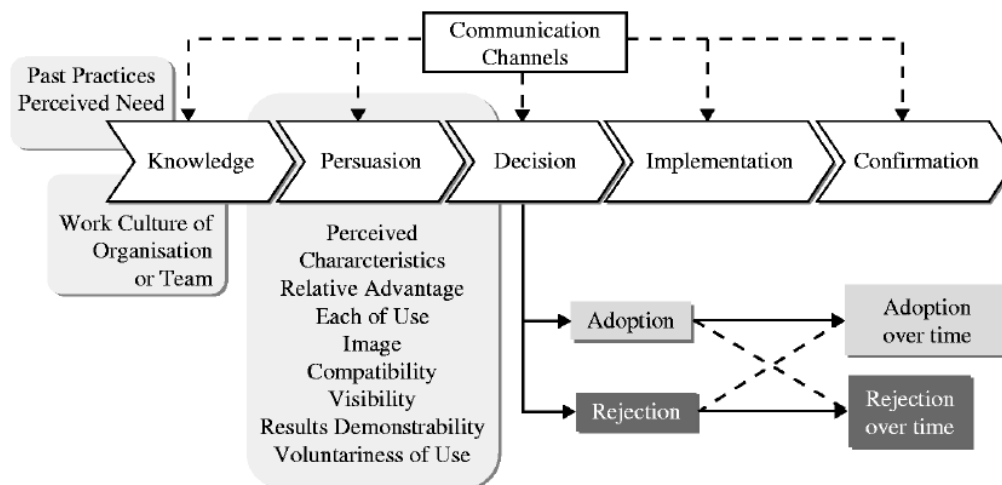 Communication
Channels
Past Practices
Perceived Need
Knowledge
Persuasion
Decision
Implementation
Confirmation
Work Culture of
Organisation
or Team
Perceived
Chararcteristics
Relative Advantage
Each of Use
Image
Compatibility
Visibility
Results Demonstrability
Voluntariness of Use
Adoption
Adoption
over time
Rejection
Rejection
over time